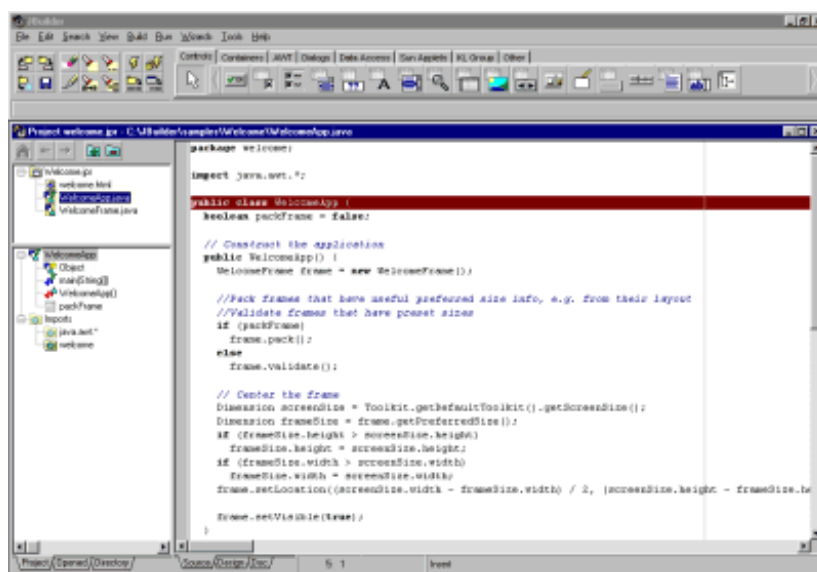 JBuilder
File Edit Search View Build Run Wizards Tools Help
Controls Containers AWT Dialogs Data Access Sun Applets KL Group Other
Project welcome.jpr - C:\JBuilder\samples\Welcome\WelcomeApp.java
Welcome.jpr
welcome.html
WelcomeApp.java
WelcomeFrame.java
WelcomeApp
Object
main(String[])
WelcomeApp()
packFrame
Imports
java.awt.*
welcome
package welcome;
import java.awt.*;
public class WelcomeApp {
boolean packFrame = false;
// Construct the application
public WelcomeApp() {
WelcomeFrame frame = new WelcomeFrame();
//Pack frames that have useful preferred size info, e.g. from their layout
//Validate frames that have preset sizes
if (packFrame)
frame.pack();
else
frame.validate();
// Center the frame
Dimension screenSize = Toolkit.getDefaultToolkit().getScreenSize();
Dimension frameSize = frame.getPreferredSize();
if (frameSize.height > screenSize.height)
frameSize.height = screenSize.height;
if (frameSize.width > screenSize.width)
frameSize.width = screenSize.width;
frame.setLocation((screenSize.width - frameSize.width) / 2, (screenSize.height - frameSize.he
frame.setVisible(true);
}
Project Opened Directory
Source Design Doc
5 1 Insert